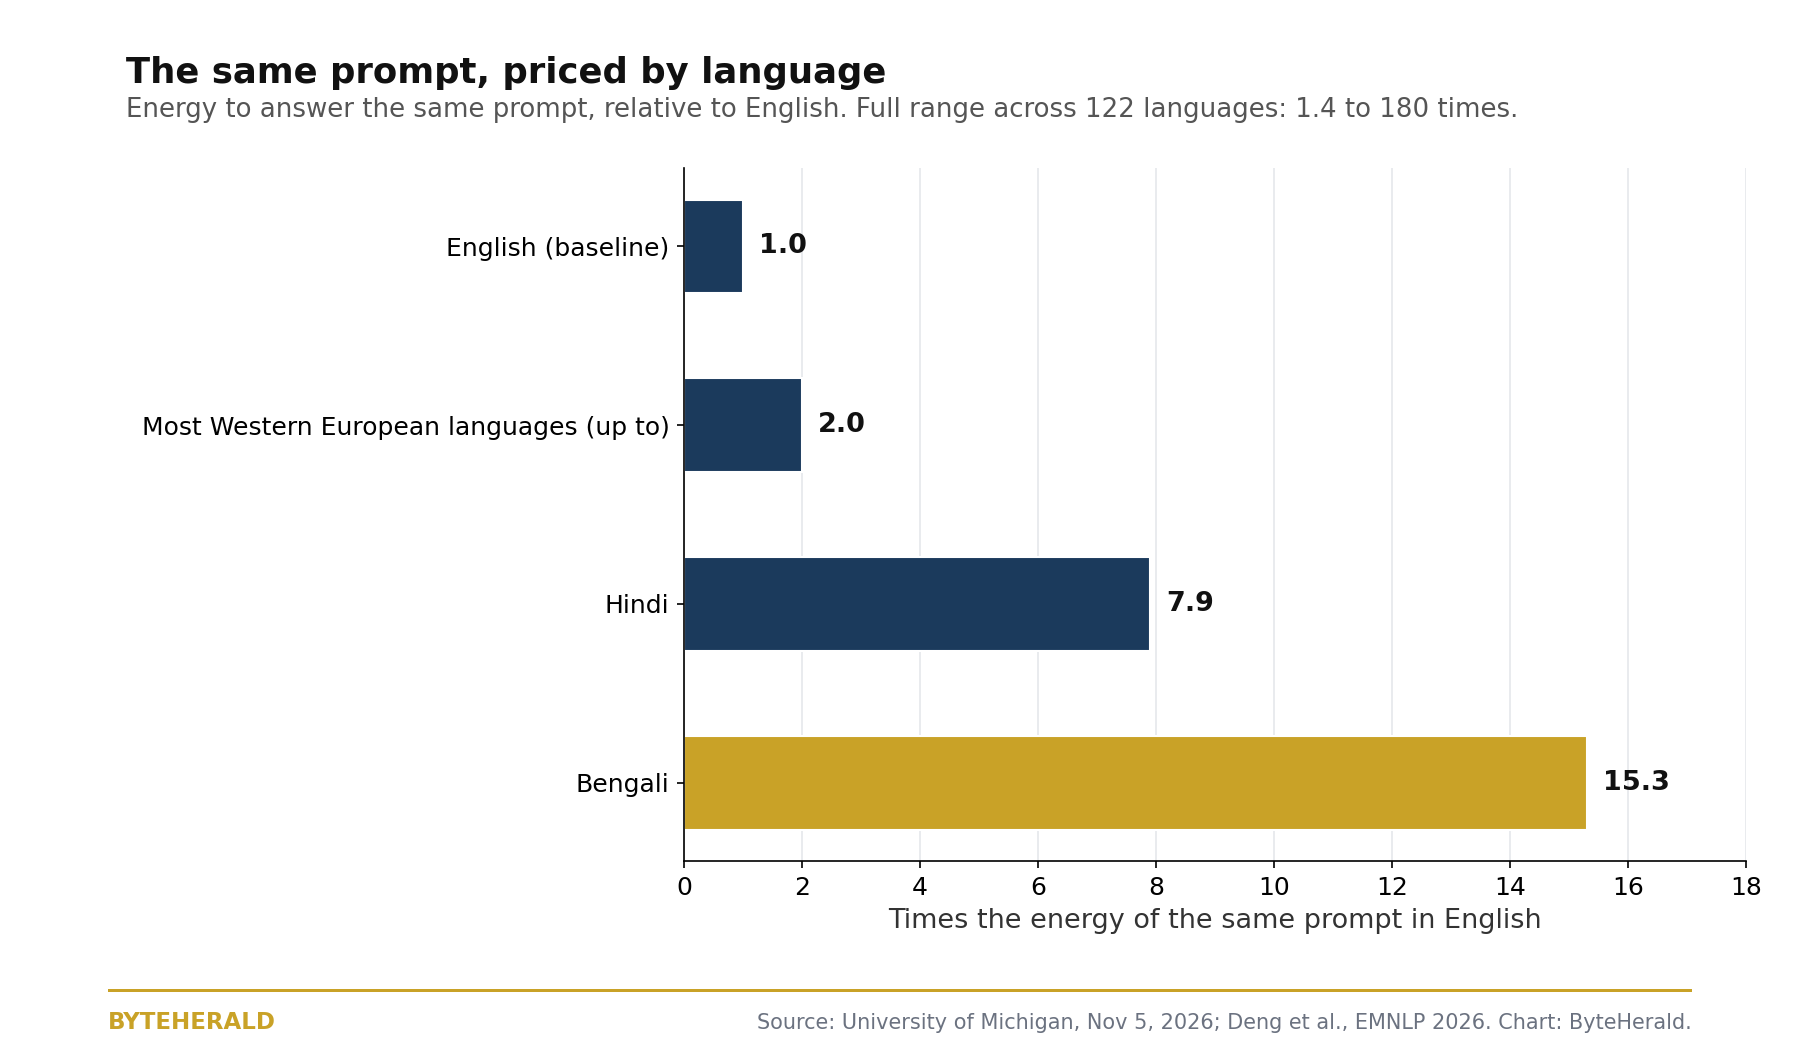 The same prompt, priced by language
Energy to answer the same prompt, relative to English. Full range across 122 languages: 1.4 to 180 times.
English (baseline)
1.0
Most Western European languages (up to)
2.0
Hindi
7.9
Bengali
15.3
0 2 4 6 8 10 12 14 16 18
Times the energy of the same prompt in English
BYTEHERALD
Source: University of Michigan, Nov 5, 2026; Deng et al., EMNLP 2026. Chart: ByteHerald.